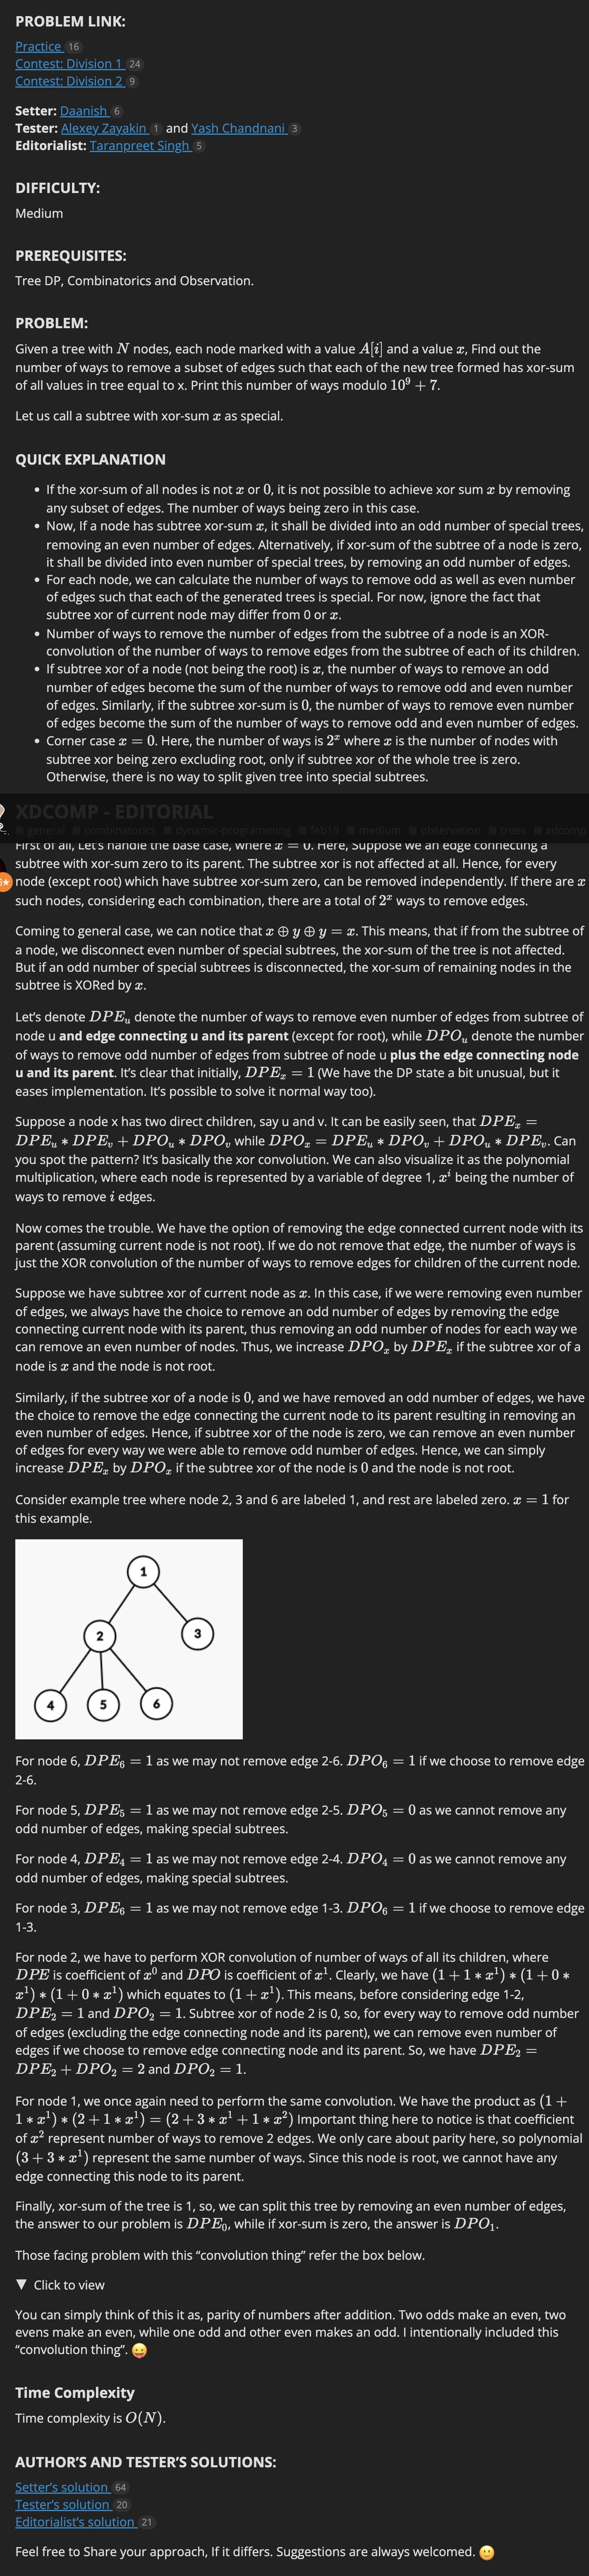 PROBLEM LINK:
Practice 16
Contest: Division 1 24
Contest: Division 2 9
Setter: Daanish 6
Tester: Alexey Zayakin 1 and Yash Chandnani 3
Editorialist: Taranpreet Singh 5
DIFFICULTY:
Medium
PREREQUISITES:
Tree DP, Combinatorics and Observation.
PROBLEM:
Given a tree with N nodes, each node marked with a value A[i] and a value x, Find out the
number of ways to remove a subset of edges such that each of the new tree formed has xor-sum
of all values in tree equal to x. Print this number of ways modulo 10^9 + 7.
Let us call a subtree with xor-sum x as special.
QUICK EXPLANATION
• If the xor-sum of all nodes is not x or 0, it is not possible to achieve xor sum x by removing
any subset of edges. The number of ways being zero in this case.
• Now, If a node has subtree xor-sum x, it shall be divided into an odd number of special trees,
removing an even number of edges. Alternatively, if xor-sum of the subtree of a node is zero,
it shall be divided into even number of special trees, by removing an odd number of edges.
• For each node, we can calculate the number of ways to remove odd as well as even number
of edges such that each of the generated trees is special. For now, ignore the fact that
subtree xor of current node may differ from 0 or x.
• Number of ways to remove the number of edges from the subtree of a node is an XOR-
convolution of the number of ways to remove edges from the subtree of each of its children.
• If subtree xor of a node (not being the root) is x, the number of ways to remove an odd
number of edges become the sum of the number of ways to remove odd and even number
of edges. Similarly, if the subtree xor-sum is 0, the number of ways to remove even number
of edges become the sum of the number of ways to remove odd and even number of edges.
• Corner case x = 0. Here, the number of ways is 2^x where x is the number of nodes with
subtree xor being zero excluding root, only if subtree xor of the whole tree is zero.
Otherwise, there is no way to split given tree into special subtrees.
XDCOMP - EDITORIAL
general combinatorics dynamic-programming feb19 medium observation trees xdcomp
First of all, Let's handle the base case, where x = 0. Here, Suppose we an edge connecting a
subtree with xor-sum zero to its parent. The subtree xor is not affected at all. Hence, for every
node (except root) which have subtree xor-sum zero, can be removed independently. If there are x
such nodes, considering each combination, there are a total of 2^x ways to remove edges.
Coming to general case, we can notice that x ⊕ y ⊕ y = x. This means, that if from the subtree of
a node, we disconnect even number of special subtrees, the xor-sum of the tree is not affected.
But if an odd number of special subtrees is disconnected, the xor-sum of remaining nodes in the
subtree is XORed by x.
Let's denote DPE_u denote the number of ways to remove even number of edges from subtree of
node u and edge connecting u and its parent (except for root), while DPO_u denote the number
of ways to remove odd number of edges from subtree of node u plus the edge connecting node
u and its parent. It's clear that initially, DPE_x = 1 (We have the DP state a bit unusual, but it
eases implementation. It's possible to solve it normal way too).
Suppose a node x has two direct children, say u and v. It can be easily seen, that DPE_x =
DPE_u * DPE_v + DPO_u * DPO_v while DPO_x = DPE_u * DPO_v + DPO_u * DPE_v. Can
you spot the pattern? It's basically the xor convolution. We can also visualize it as the polynomial
multiplication, where each node is represented by a variable of degree 1, x^i being the number of
ways to remove i edges.
Now comes the trouble. We have the option of removing the edge connected current node with its
parent (assuming current node is not root). If we do not remove that edge, the number of ways is
just the XOR convolution of the number of ways to remove edges for children of the current node.
Suppose we have subtree xor of current node as x. In this case, if we were removing even number
of edges, we always have the choice to remove an odd number of edges by removing the edge
connecting current node with its parent, thus removing an odd number of nodes for each way we
can remove an even number of nodes. Thus, we increase DPO_x by DPE_x if the subtree xor of a
node is x and the node is not root.
Similarly, if the subtree xor of a node is 0, and we have removed an odd number of edges, we have
the choice to remove the edge connecting the current node to its parent resulting in removing an
even number of edges. Hence, if subtree xor of the node is zero, we can remove an even number
of edges for every way we were able to remove odd number of edges. Hence, we can simply
increase DPE_x by DPO_x if the subtree xor of the node is 0 and the node is not root.
Consider example tree where node 2, 3 and 6 are labeled 1, and rest are labeled zero. x = 1 for
this example.
1
2
3
4
5
6
For node 6, DPE_6 = 1 as we may not remove edge 2-6. DPO_6 = 1 if we choose to remove edge
2-6.
For node 5, DPE_5 = 1 as we may not remove edge 2-5. DPO_5 = 0 as we cannot remove any
odd number of edges, making special subtrees.
For node 4, DPE_4 = 1 as we may not remove edge 2-4. DPO_4 = 0 as we cannot remove any
odd number of edges, making special subtrees.
For node 3, DPE_6 = 1 as we may not remove edge 1-3. DPO_6 = 1 if we choose to remove edge
1-3.
For node 2, we have to perform XOR convolution of number of ways of all its children, where
DPE is coefficient of x^0 and DPO is coefficient of x^1. Clearly, we have (1 + 1 * x^1) * (1 + 0 *
x^1) * (1 + 0 * x^1) which equates to (1 + x^1). This means, before considering edge 1-2,
DPE_2 = 1 and DPO_2 = 1. Subtree xor of node 2 is 0, so, for every way to remove odd number
of edges (excluding the edge connecting node and its parent), we can remove even number of
edges if we choose to remove edge connecting node and its parent. So, we have DPE_2 =
DPE_2 + DPO_2 = 2 and DPO_2 = 1.
For node 1, we once again need to perform the same convolution. We have the product as (1 +
1 * x^1) * (2 + 1 * x^1) = (2 + 3 * x^1 + 1 * x^2) Important thing here to notice is that coefficient
of x^2 represent number of ways to remove 2 edges. We only care about parity here, so polynomial
(3 + 3 * x^1) represent the same number of ways. Since this node is root, we cannot have any
edge connecting this node to its parent.
Finally, xor-sum of the tree is 1, so, we can split this tree by removing an even number of edges,
the answer to our problem is DPE_0, while if xor-sum is zero, the answer is DPO_1.
Those facing problem with this "convolution thing" refer the box below.
▼ Click to view
You can simply think of this it as, parity of numbers after addition. Two odds make an even, two
evens make an even, while one odd and other even makes an odd. I intentionally included this
"convolution thing". 😛
Time Complexity
Time complexity is O(N).
AUTHOR'S AND TESTER'S SOLUTIONS:
Setter's solution 64
Tester's solution 20
Editorialist's solution 21
Feel free to Share your approach, If it differs. Suggestions are always welcomed. 🙂